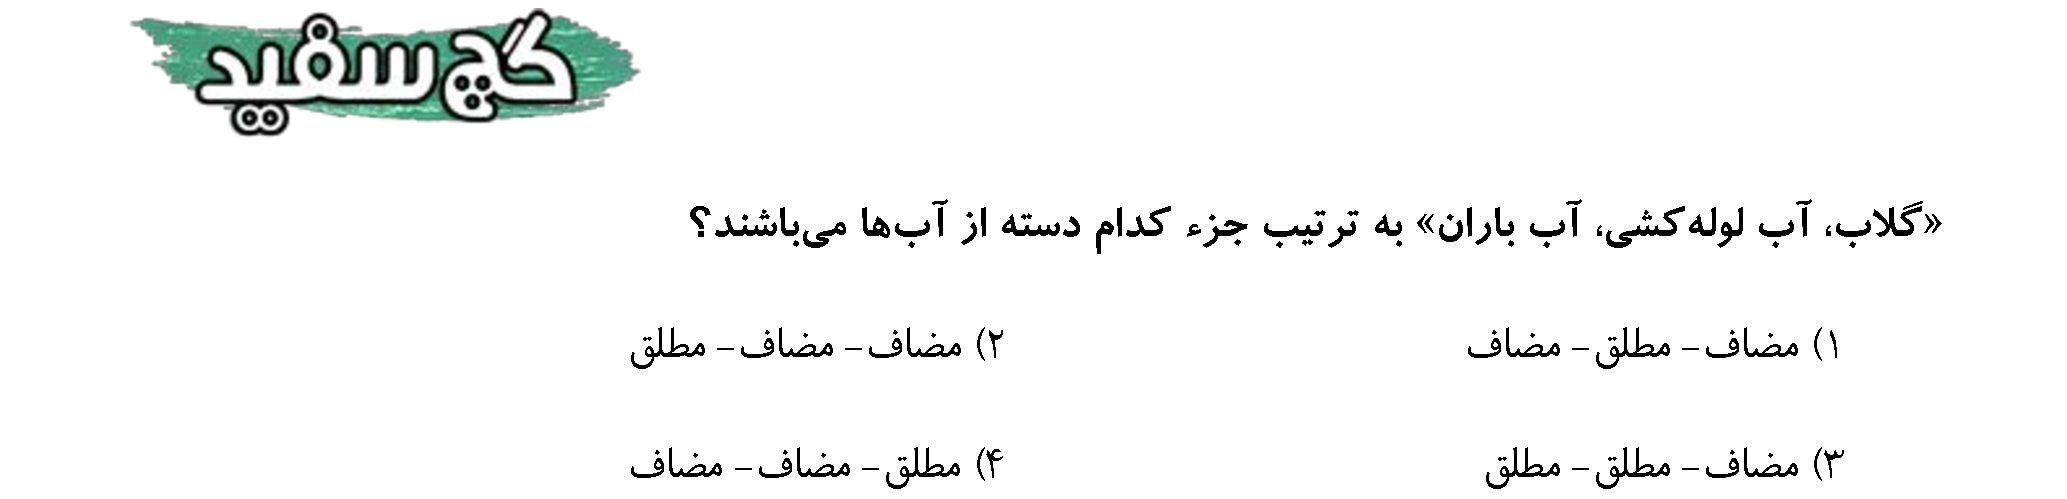 گچ سفید
«گلاب، آب لوله‌کشی، آب باران» به ترتیب جزء کدام دسته از آب‌ها می‌باشند؟
۱) مضاف – مطلق – مضاف
۲) مضاف – مضاف – مطلق
۳) مضاف – مطلق – مطلق
۴) مطلق – مضاف – مضاف